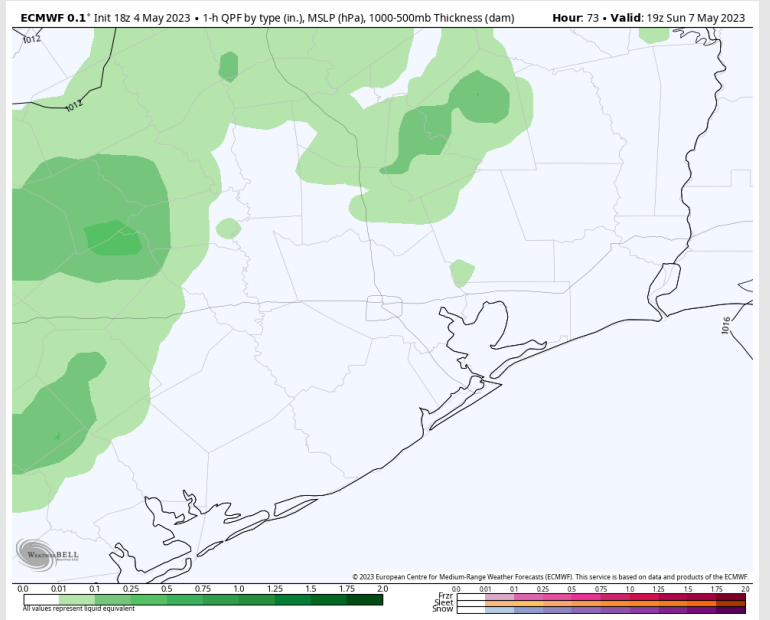 ECMWF 0.1° Init 18z 4 May 2023 • 1-h QPF by type (in.), MSLP (hPa), 1000-500mb Thickness (dam) Hour: 73 • Valid: 19z Sun 7 May 2023
1012
1012
1016
WEATHERBELL
© 2023 European Centre for Medium-Range Weather Forecasts (ECMWF). This service is based on data and products of the ECMWF.
0.0 0.01 0.1 0.25 0.5 0.75 1.0 1.25 1.5 1.75 2.0
All values represent liquid equivalent
0.0 0.01 0.1 0.25 0.5 0.75 1.0 1.25 1.5 1.75 2.0
Frzr
Sleet
Snow